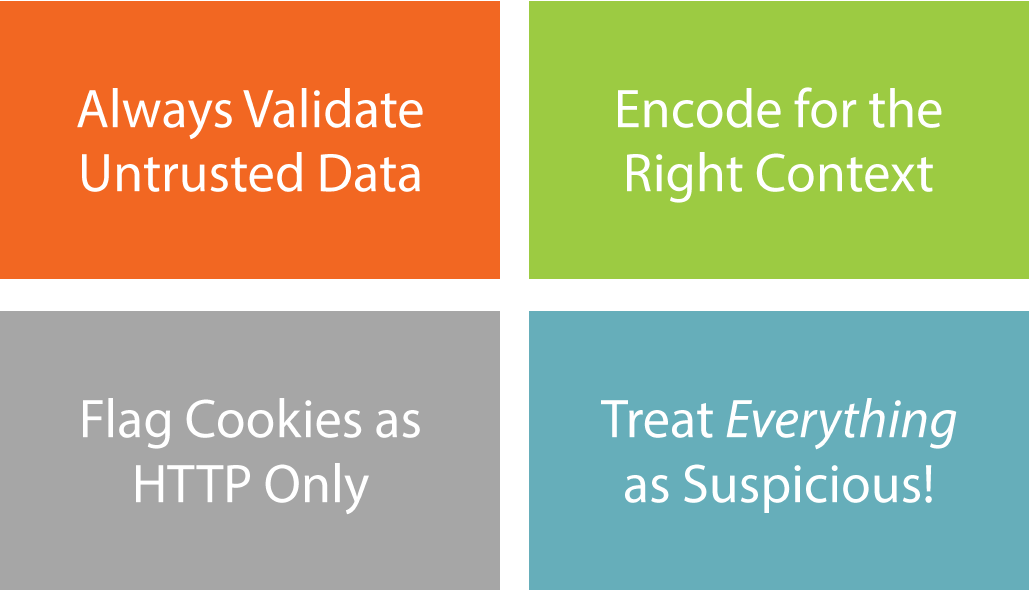 Always Validate
Untrusted Data
Encode for the
Right Context
Flag Cookies as
HTTP Only
Treat Everything
as Suspicious!